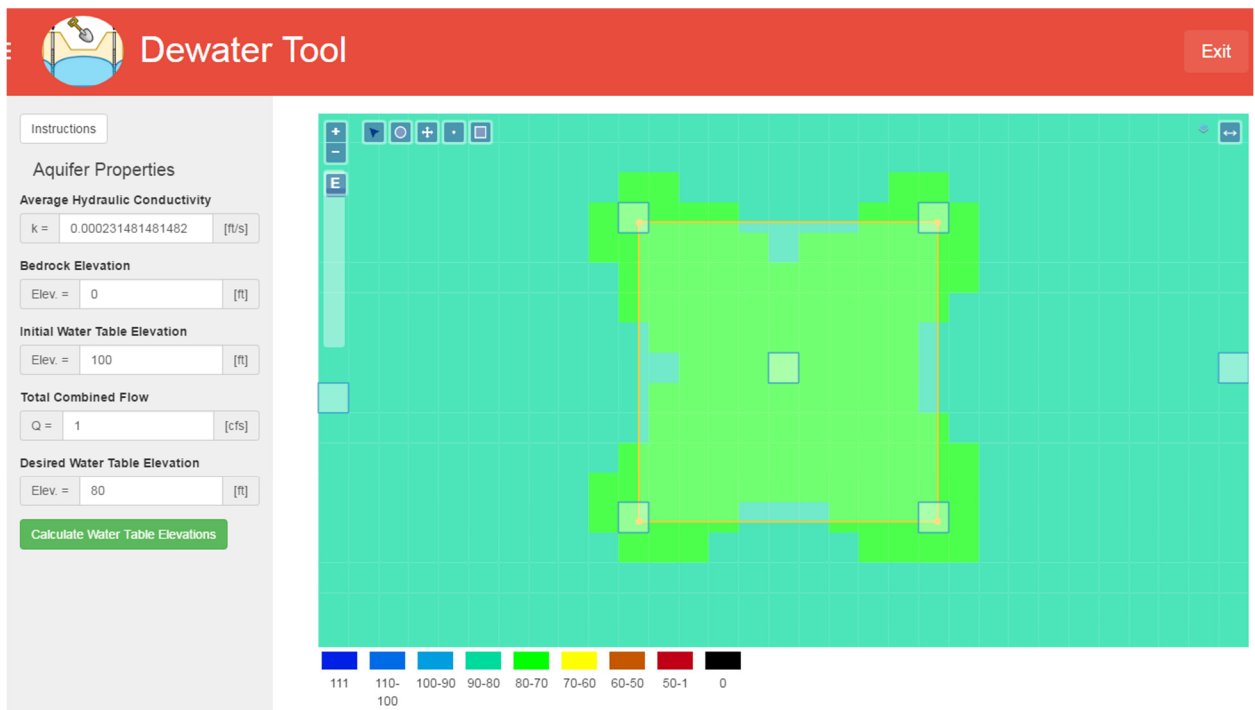 Dewater Tool
Exit
Instructions
Aquifer Properties
Average Hydraulic Conductivity
k = 0.000231481481482 [ft/s]
Bedrock Elevation
Elev. = 0 [ft]
Initial Water Table Elevation
Elev. = 100 [ft]
Total Combined Flow
Q = 1 [cfs]
Desired Water Table Elevation
Elev. = 80 [ft]
Calculate Water Table Elevations
+
-
E
111 110- 100-90 90-80 80-70 70-60 60-50 50-1 0
100